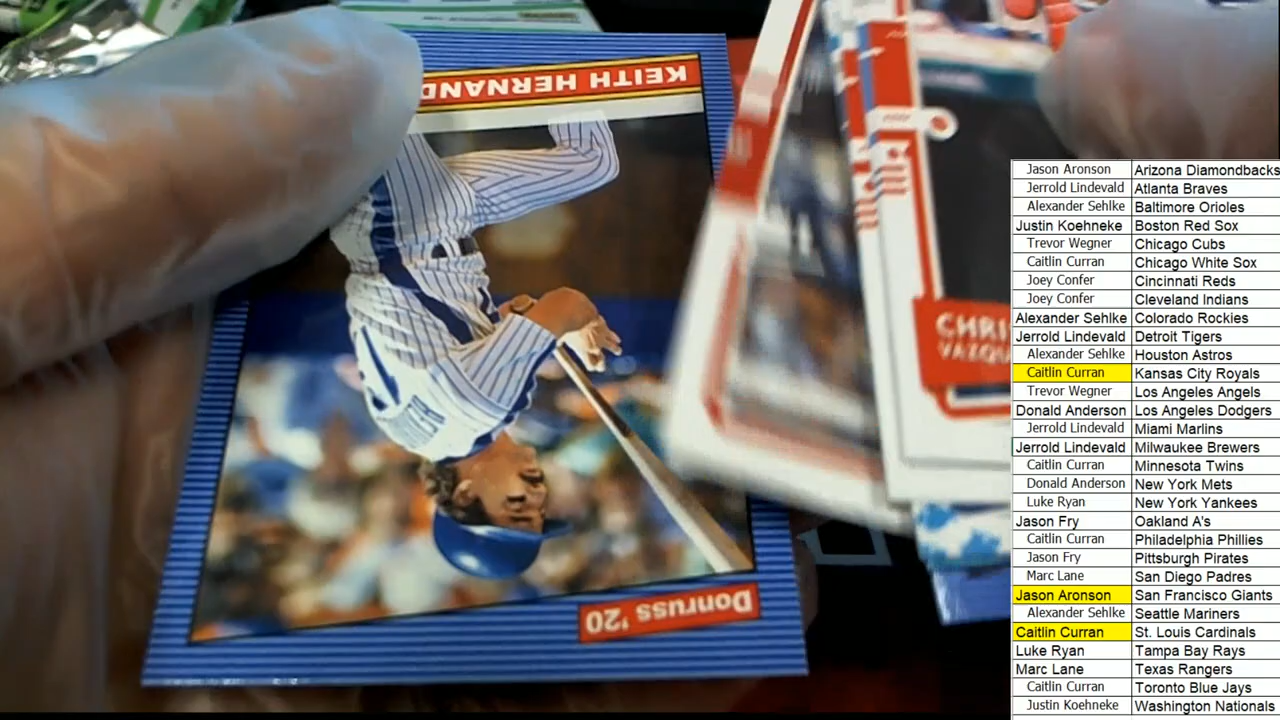 KEITH HERNAND
Donruss '20
CHRI
VAZQU
Jason Aronson Arizona Diamondbacks
Jerrold Lindevald Atlanta Braves
Alexander Sehlke Baltimore Orioles
Justin Koehneke Boston Red Sox
Trevor Wegner Chicago Cubs
Caitlin Curran Chicago White Sox
Joey Confer Cincinnati Reds
Joey Confer Cleveland Indians
Alexander Sehlke Colorado Rockies
Jerrold Lindevald Detroit Tigers
Alexander Sehlke Houston Astros
Caitlin Curran Kansas City Royals
Trevor Wegner Los Angeles Angels
Donald Anderson Los Angeles Dodgers
Jerrold Lindevald Miami Marlins
Jerrold Lindevald Milwaukee Brewers
Caitlin Curran Minnesota Twins
Donald Anderson New York Mets
Luke Ryan New York Yankees
Jason Fry Oakland A's
Caitlin Curran Philadelphia Phillies
Jason Fry Pittsburgh Pirates
Marc Lane San Diego Padres
Jason Aronson San Francisco Giants
Alexander Sehlke Seattle Mariners
Caitlin Curran St. Louis Cardinals
Luke Ryan Tampa Bay Rays
Marc Lane Texas Rangers
Caitlin Curran Toronto Blue Jays
Justin Koehneke Washington Nationals